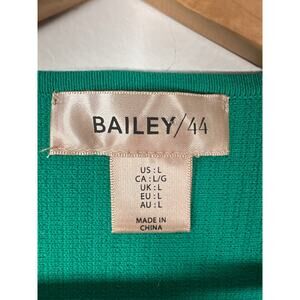 BAILEY/44
US : L
CA : L/G
UK : L
EU : L
AU : L
MADE IN
CHINA